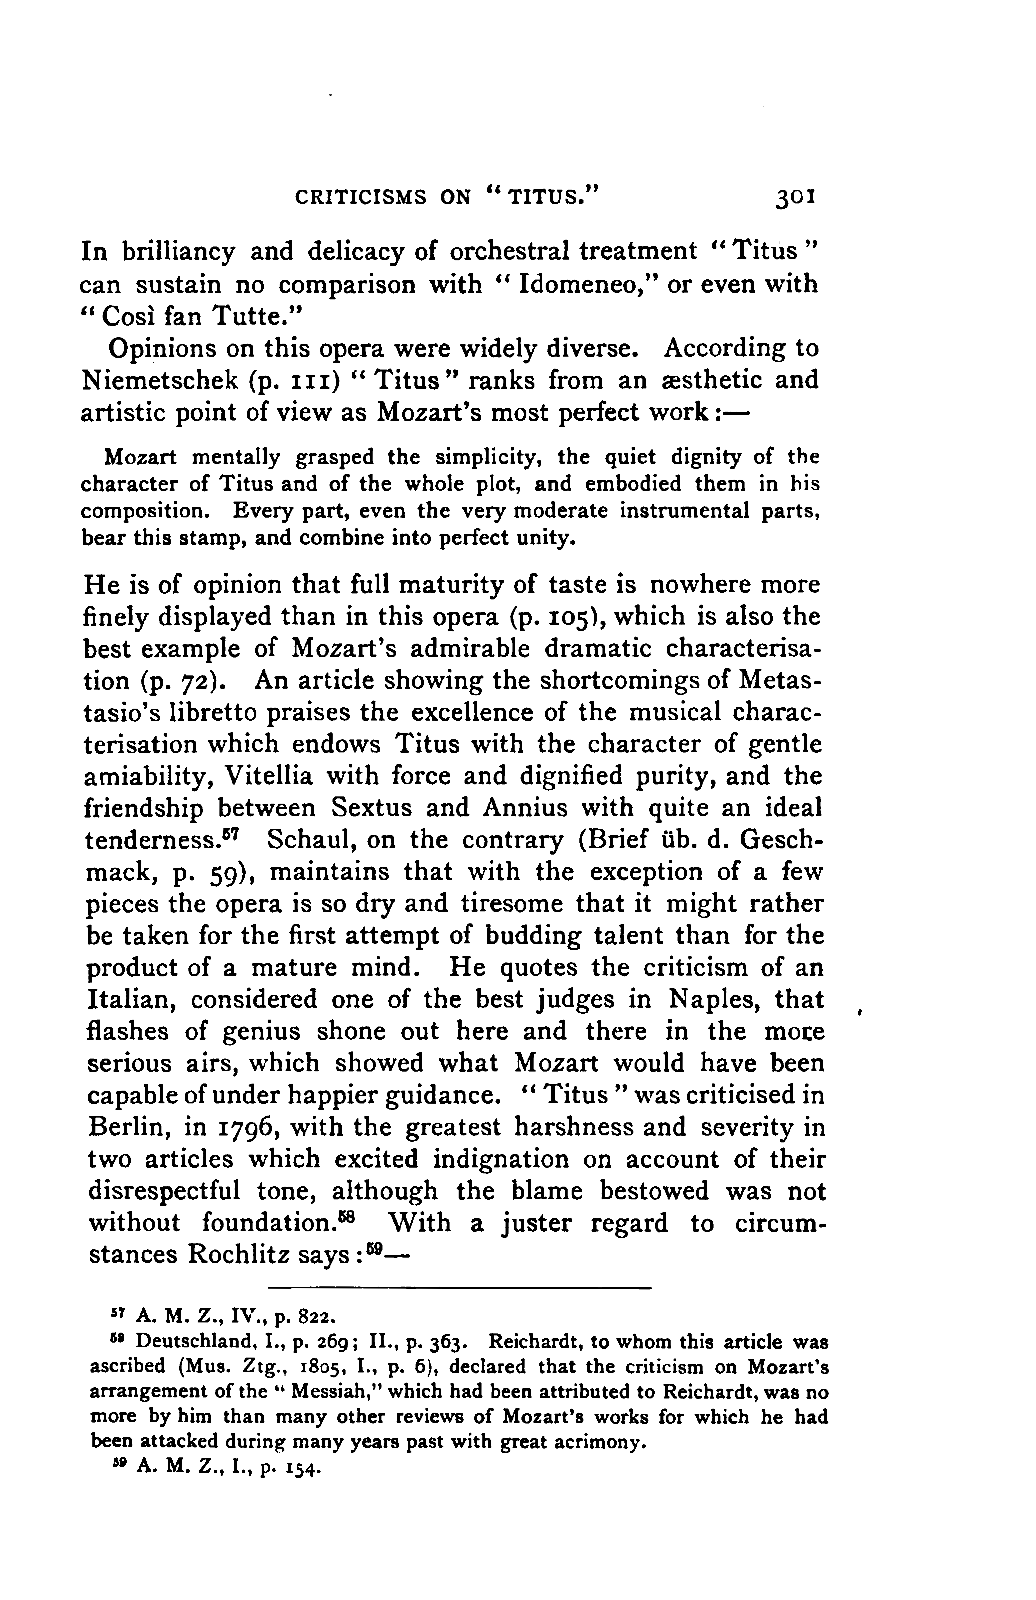 CRITICISMS ON “TITUS.” 301
In brilliancy and delicacy of orchestral treatment “Titus”
can sustain no comparison with “Idomeneo,” or even with
“Così fan Tutte.”
Opinions on this opera were widely diverse. According to
Niemetschek (p. 111) “Titus” ranks from an æsthetic and
artistic point of view as Mozart’s most perfect work:—
Mozart mentally grasped the simplicity, the quiet dignity of the
character of Titus and of the whole plot, and embodied them in his
composition. Every part, even the very moderate instrumental parts,
bear this stamp, and combine into perfect unity.
He is of opinion that full maturity of taste is nowhere more
finely displayed than in this opera (p. 105), which is also the
best example of Mozart’s admirable dramatic characterisa-
tion (p. 72). An article showing the shortcomings of Metas-
tasio’s libretto praises the excellence of the musical charac-
terisation which endows Titus with the character of gentle
amiability, Vitellia with force and dignified purity, and the
friendship between Sextus and Annius with quite an ideal
tenderness.⁵⁷ Schaul, on the contrary (Brief üb. d. Gesch-
mack, p. 59), maintains that with the exception of a few
pieces the opera is so dry and tiresome that it might rather
be taken for the first attempt of budding talent than for the
product of a mature mind. He quotes the criticism of an
Italian, considered one of the best judges in Naples, that
flashes of genius shone out here and there in the more
serious airs, which showed what Mozart would have been
capable of under happier guidance. “Titus” was criticised in
Berlin, in 1796, with the greatest harshness and severity in
two articles which excited indignation on account of their
disrespectful tone, although the blame bestowed was not
without foundation.⁵⁸ With a juster regard to circum-
stances Rochlitz says:⁵⁹—
⁵⁷ A. M. Z., IV., p. 822.
⁵⁸ Deutschland, I., p. 269; II., p. 363. Reichardt, to whom this article was
ascribed (Mus. Ztg., 1805, I., p. 6), declared that the criticism on Mozart’s
arrangement of the “Messiah,” which had been attributed to Reichardt, was no
more by him than many other reviews of Mozart’s works for which he had
been attacked during many years past with great acrimony.
⁵⁹ A. M. Z., I., p. 154.